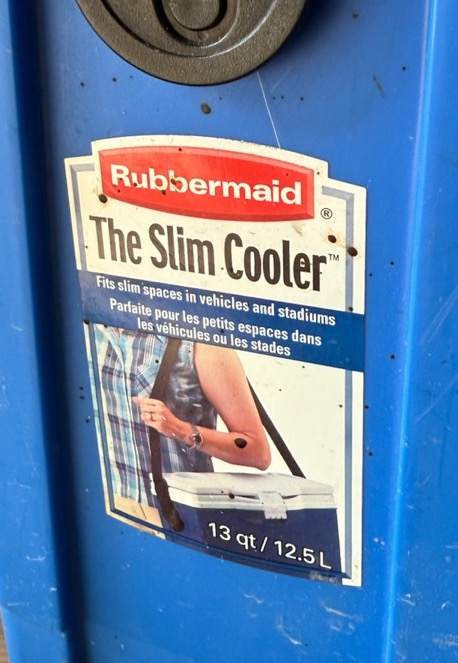 Rubbermaid
®
The Slim Cooler™
Fits slim spaces in vehicles and stadiums
Parfaite pour les petits espaces dans
les véhicules ou les stades
13 qt / 12.5 L